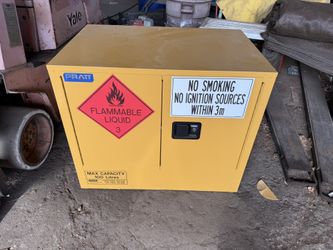 Yale
PRATT
FLAMMABLE
LIQUID
3
NO SMOKING
NO IGNITION SOURCES
WITHIN 3m
MAX CAPACITY
100 Litres